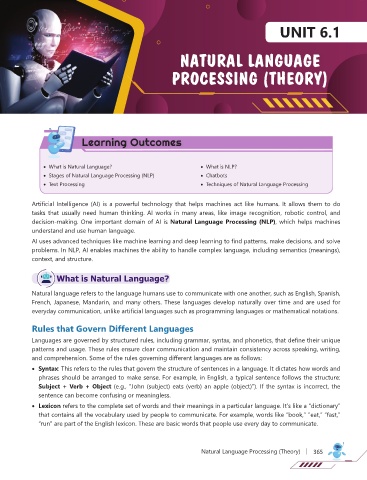 UNIT 6.1
NATURAL LANGUAGE
PROCESSING (THEORY)
Learning Outcomes
• What is Natural Language?
• What is NLP?
• Stages of Natural Language Processing (NLP)
• Chatbots
• Text Processing
• Techniques of Natural Language Processing
Artificial Intelligence (AI) is a powerful technology that helps machines act like humans. It allows them to do
tasks that usually need human thinking. AI works in many areas, like image recognition, robotic control, and
decision-making. One important domain of AI is Natural Language Processing (NLP), which helps machines
understand and use human language.
AI uses advanced techniques like machine learning and deep learning to find patterns, make decisions, and solve
problems. In NLP, AI enables machines the ability to handle complex language, including semantics (meanings),
context, and structure.
What is Natural Language?
Natural language refers to the language humans use to communicate with one another, such as English, Spanish,
French, Japanese, Mandarin, and many others. These languages develop naturally over time and are used for
everyday communication, unlike artificial languages such as programming languages or mathematical notations.
Rules that Govern Different Languages
Languages are governed by structured rules, including grammar, syntax, and phonetics, that define their unique
patterns and usage. These rules ensure clear communication and maintain consistency across speaking, writing,
and comprehension. Some of the rules governing different languages are as follows:
• Syntax: This refers to the rules that govern the structure of sentences in a language. It dictates how words and
phrases should be arranged to make sense. For example, in English, a typical sentence follows the structure:
Subject + Verb + Object (e.g., "John (subject) eats (verb) an apple (object)"). If the syntax is incorrect, the
sentence can become confusing or meaningless.
• Lexicon refers to the complete set of words and their meanings in a particular language. It's like a "dictionary"
that contains all the vocabulary used by people to communicate. For example, words like "book," "eat," "fast,"
"run" are part of the English lexicon. These are basic words that people use every day to communicate.
Natural Language Processing (Theory) | 365